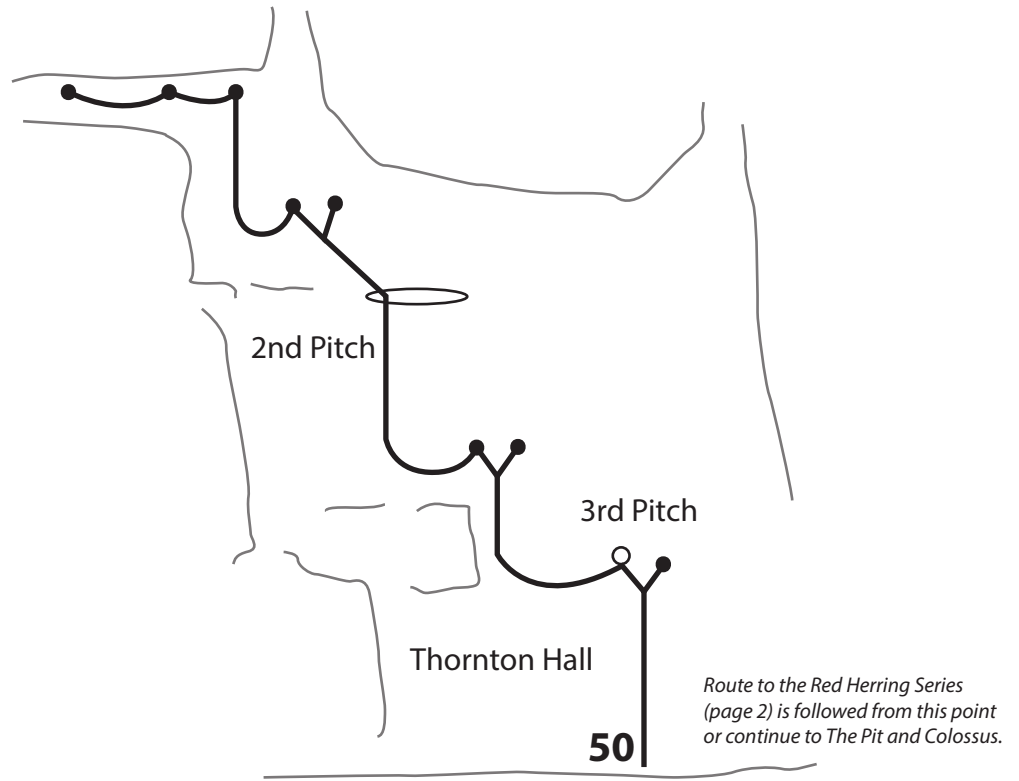 2nd Pitch
3rd Pitch
Thornton Hall
Route to the Red Herring Series
(page 2) is followed from this point
or continue to The Pit and Colossus.
50